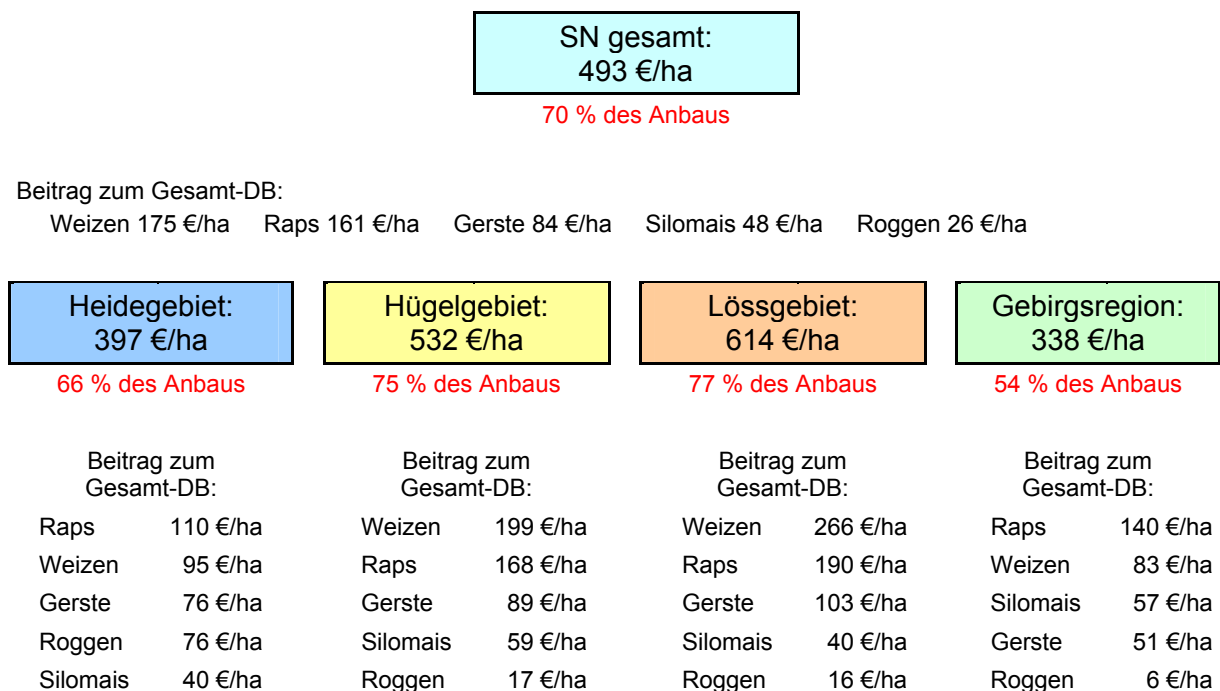 SN gesamt:
493 €/ha
70 % des Anbaus
Beitrag zum Gesamt-DB:
Weizen 175 €/ha Raps 161 €/ha Gerste 84 €/ha Silomais 48 €/ha Roggen 26 €/ha
Heidegebiet:
397 €/ha
66 % des Anbaus
Beitrag zum
Gesamt-DB:
Raps 110 €/ha
Weizen 95 €/ha
Gerste 76 €/ha
Roggen 76 €/ha
Silomais 40 €/ha
Hügelgebiet:
532 €/ha
75 % des Anbaus
Beitrag zum
Gesamt-DB:
Weizen 199 €/ha
Raps 168 €/ha
Gerste 89 €/ha
Silomais 59 €/ha
Roggen 17 €/ha
Lössgebiet:
614 €/ha
77 % des Anbaus
Beitrag zum
Gesamt-DB:
Weizen 266 €/ha
Raps 190 €/ha
Gerste 103 €/ha
Silomais 40 €/ha
Roggen 16 €/ha
Gebirgsregion:
338 €/ha
54 % des Anbaus
Beitrag zum
Gesamt-DB:
Raps 140 €/ha
Weizen 83 €/ha
Silomais 57 €/ha
Gerste 51 €/ha
Roggen 6 €/ha